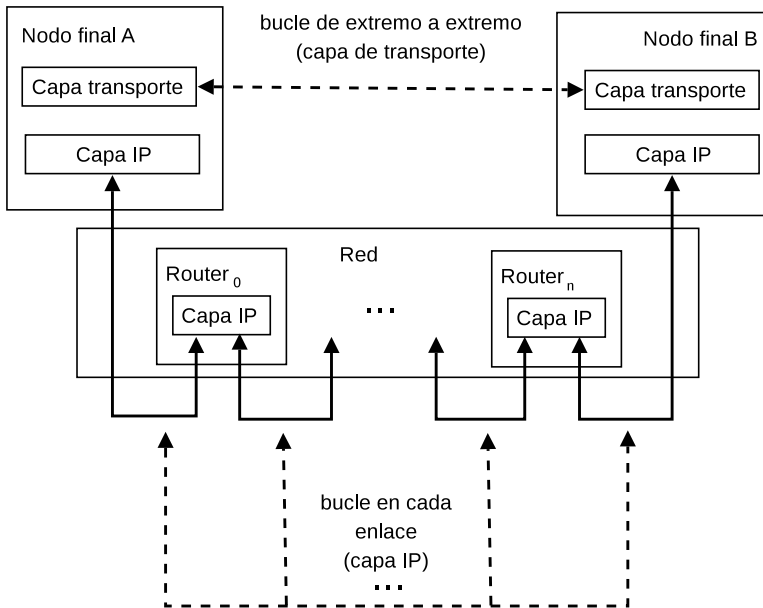 bucle de extremo a extremo
(capa de transporte)
Nodo final A
Nodo final B
Capa transporte
Capa transporte
Capa IP
Capa IP
Red
Router 0
Router n
Capa IP
...
Capa IP
bucle en cada
enlace
(capa IP)
...